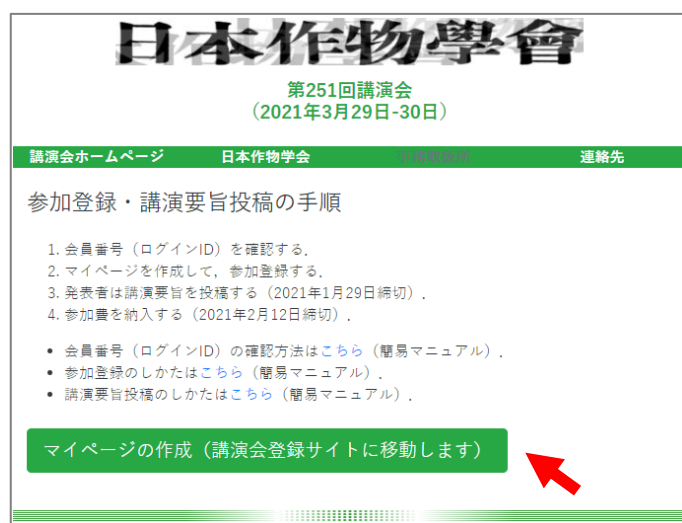 日本作物學會
第251回講演会
（2021年3月29日-30日）
講演会ホームページ 日本作物学会 連絡先
参加登録・講演要旨投稿の手順
1. 会員番号（ログインID）を確認する．
2. マイページを作成して，参加登録する．
3. 発表者は講演要旨を投稿する（2021年1月29日締切）．
4. 参加費を納入する（2021年2月12日締切）．
• 会員番号（ログインID）の確認方法はこちら（簡易マニュアル）．
• 参加登録のしかたはこちら（簡易マニュアル）．
• 講演要旨投稿のしかたはこちら（簡易マニュアル）．
マイページの作成（講演会登録サイトに移動します）